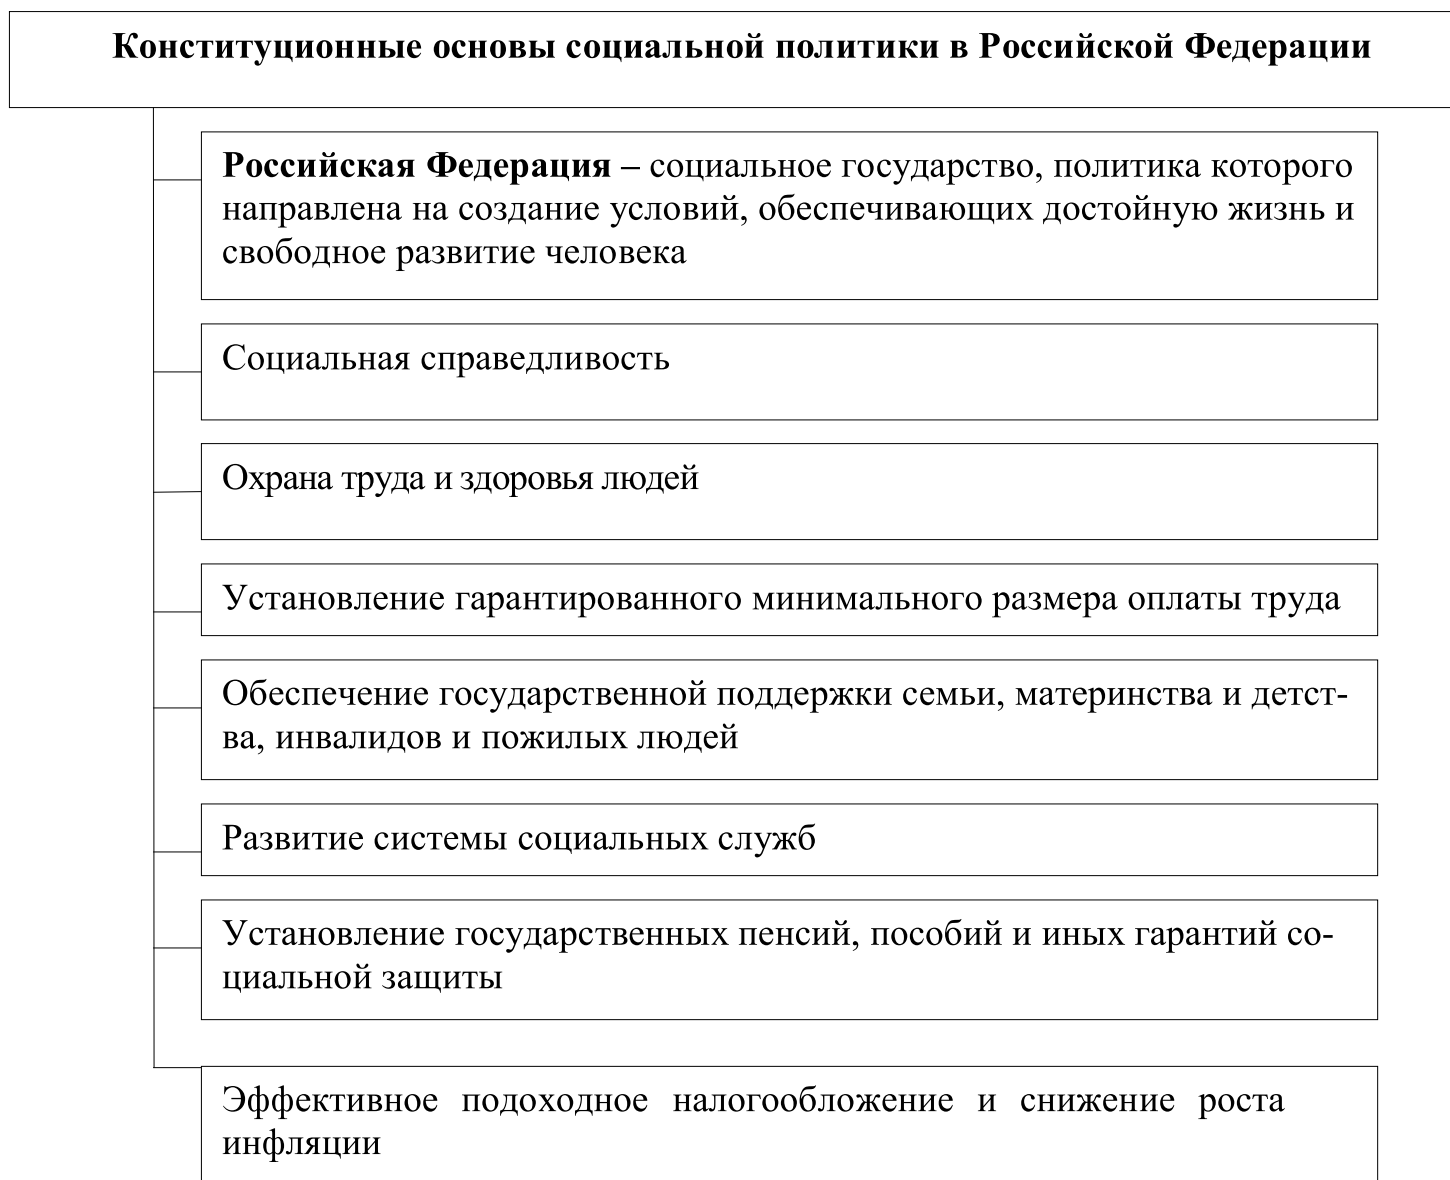 Конституционные основы социальной политики в Российской Федерации
Российская Федерация – социальное государство, политика которого
направлена на создание условий, обеспечивающих достойную жизнь и
свободное развитие человека
Социальная справедливость
Охрана труда и здоровья людей
Установление гарантированного минимального размера оплаты труда
Обеспечение государственной поддержки семьи, материнства и детст-
ва, инвалидов и пожилых людей
Развитие системы социальных служб
Установление государственных пенсий, пособий и иных гарантий со-
циальной защиты
Эффективное подоходное налогообложение и снижение роста
инфляции